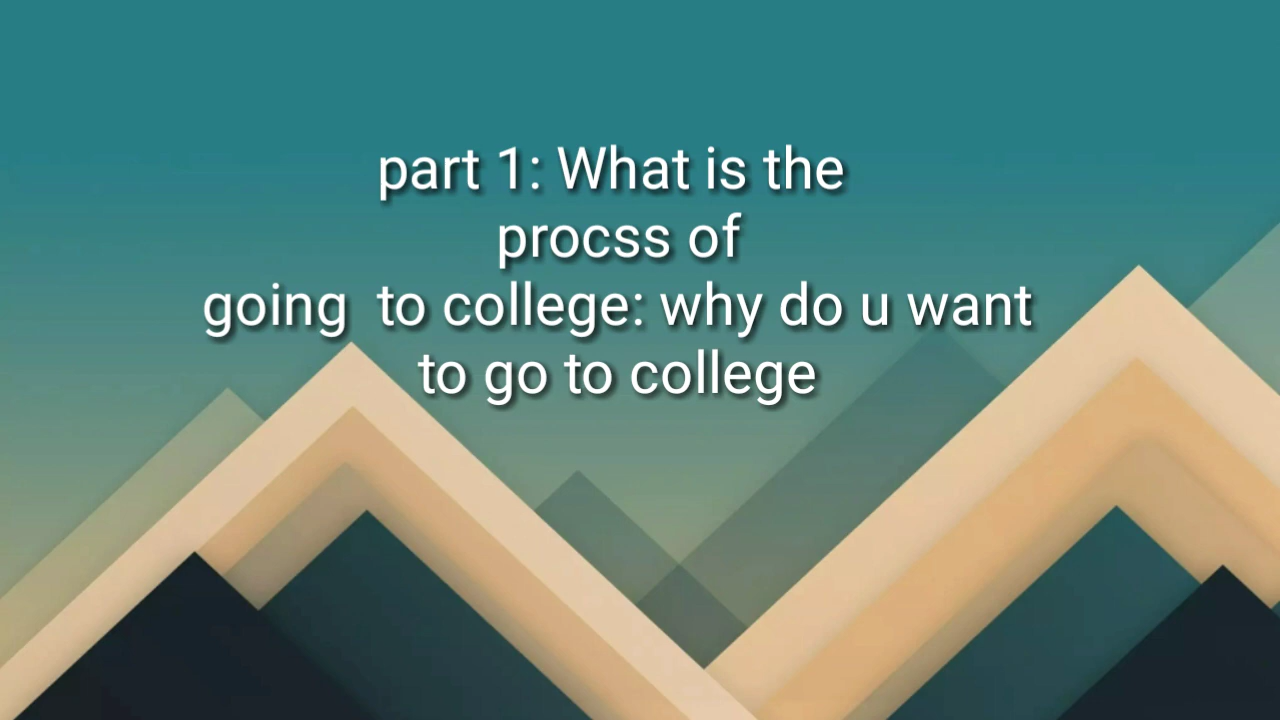 part 1: What is the
procss of
going  to college: why do u want
to go to college